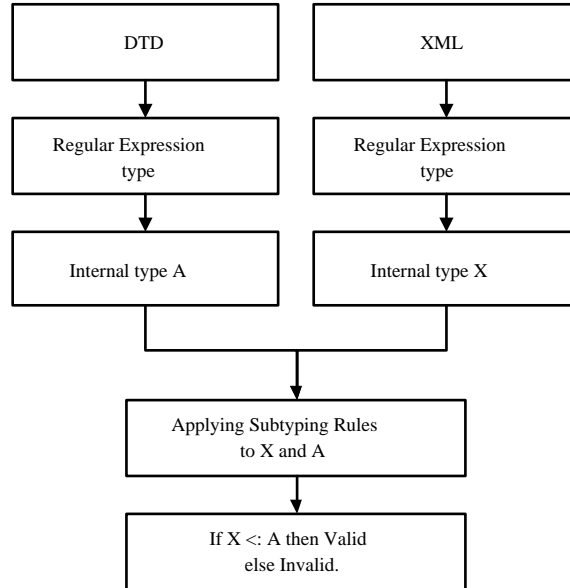 DTD
XML
Regular Expression
type
Regular Expression
type
Internal type A
Internal type X
Applying Subtyping Rules
to X and A
If X <: A then Valid
else Invalid.